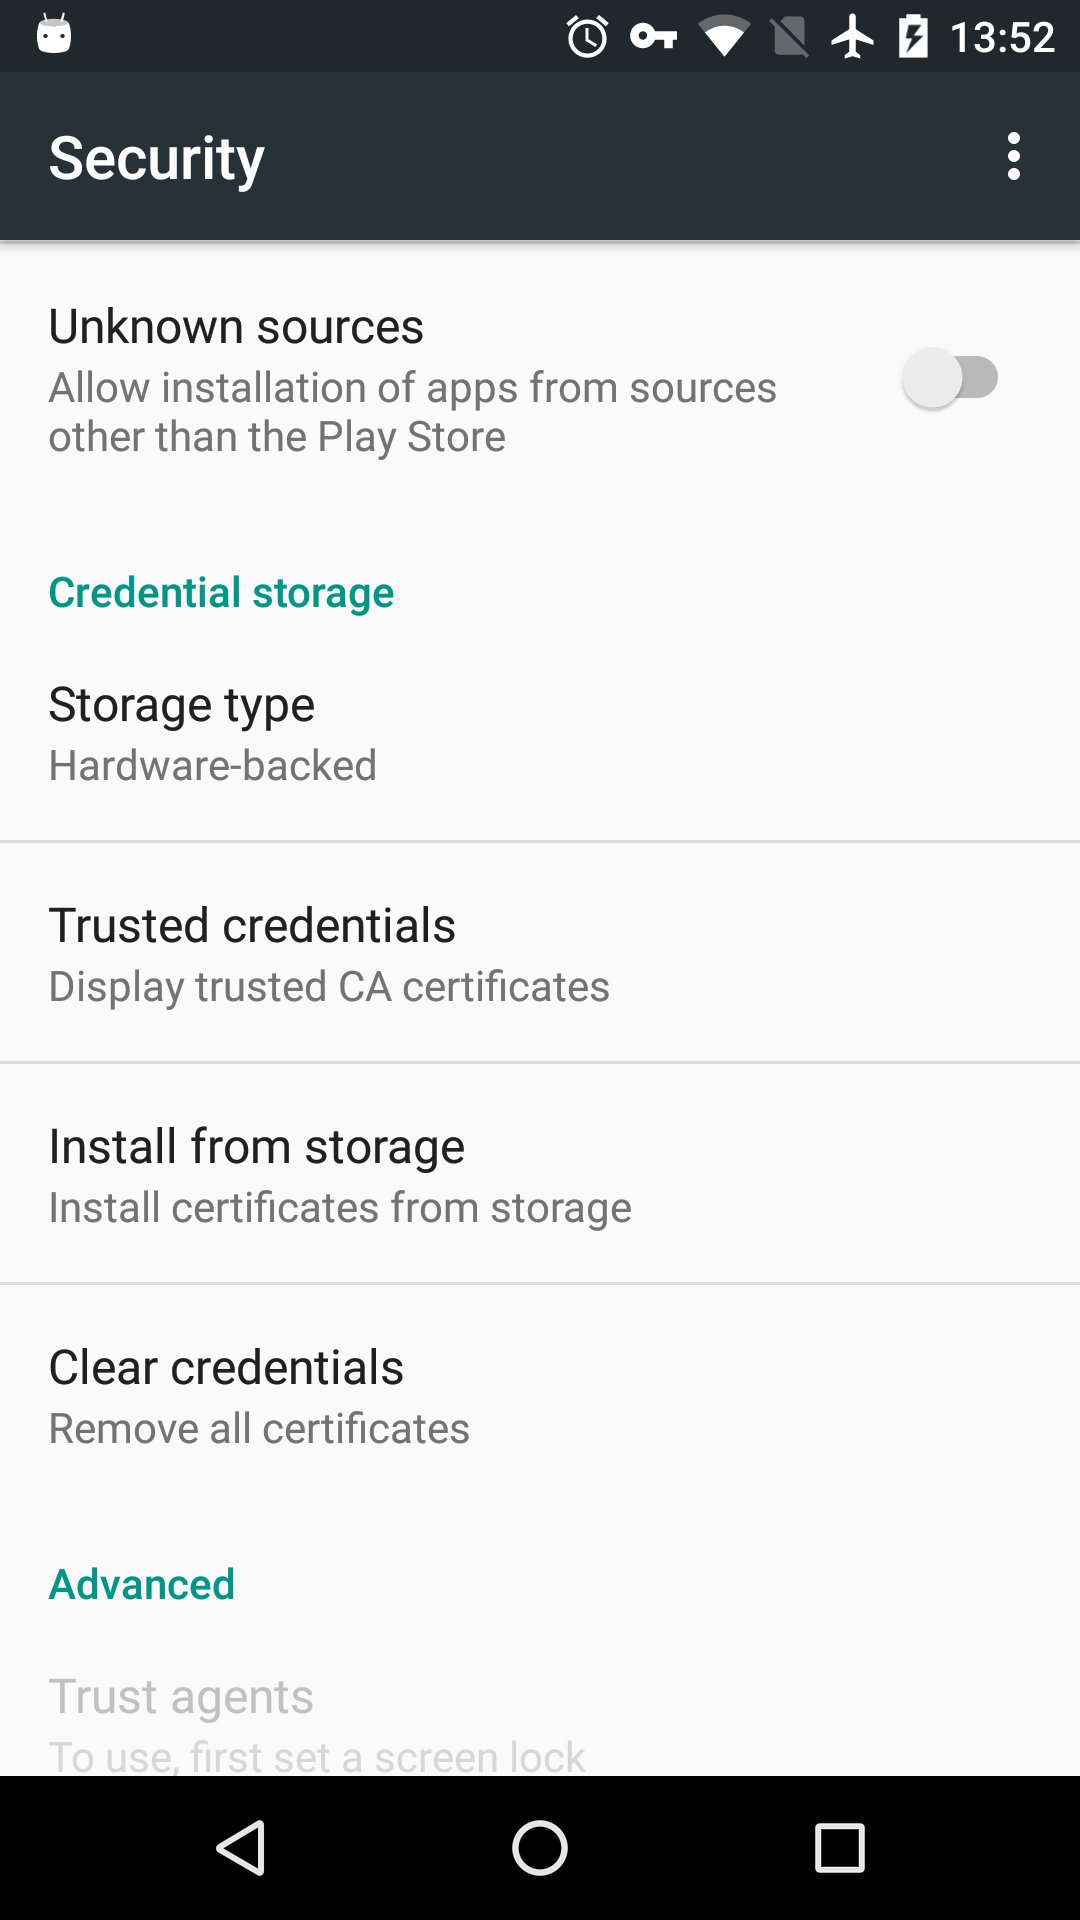 13:52
Security
Unknown sources
Allow installation of apps from sources
other than the Play Store
Credential storage
Storage type
Hardware-backed
Trusted credentials
Display trusted CA certificates
Install from storage
Install certificates from storage
Clear credentials
Remove all certificates
Advanced
Trust agents
To use, first set a screen lock